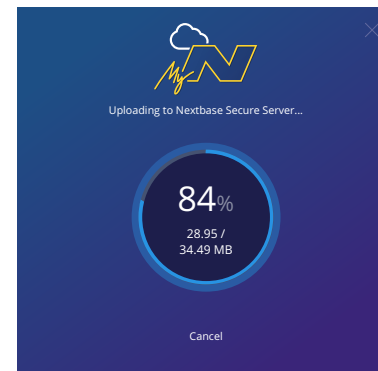 My N
Uploading to Nextbase Secure Server...
84%
28.95 /
34.49 MB
Cancel